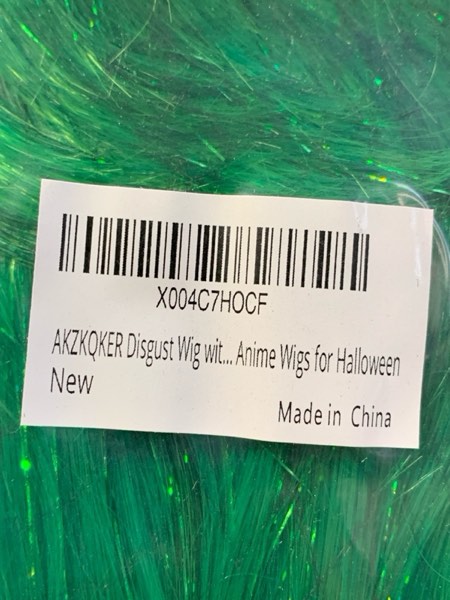 X004C7HOCF
AKZKQKER Disgust Wig wit... Anime Wigs for Halloween
New
Made in China